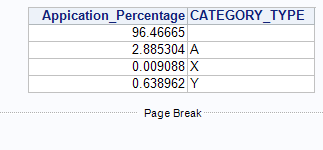 Appication_Percentage CATEGORY_TYPE
96.46665
2.885304 A
0.009088 X
0.638962 Y
Page Break